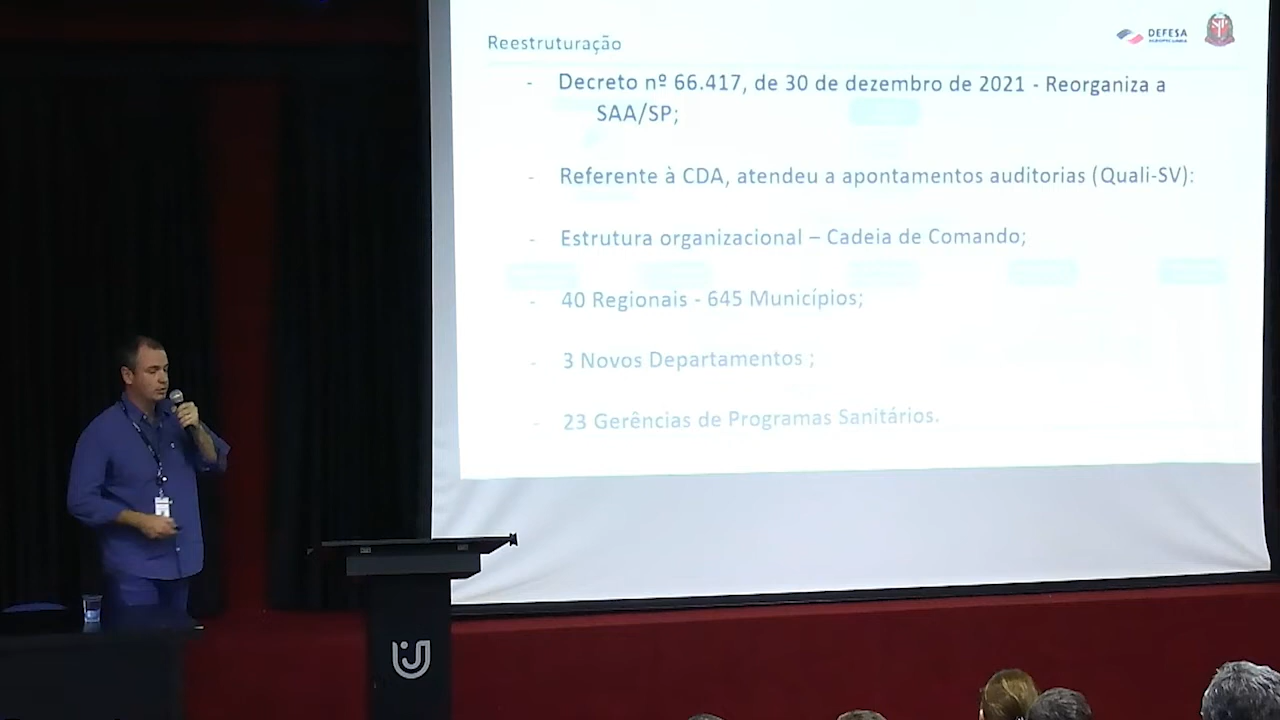 Reestruturação
DEFESA
AGROPECUÁRIA
- Decreto nº 66.417, de 30 de dezembro de 2021 - Reorganiza a
SAA/SP;
- Referente à CDA, atendeu a apontamentos auditorias (Quali-SV):
- Estrutura organizacional – Cadeia de Comando;
- 40 Regionais - 645 Municípios;
- 3 Novos Departamentos ;
- 23 Gerências de Programas Sanitários.